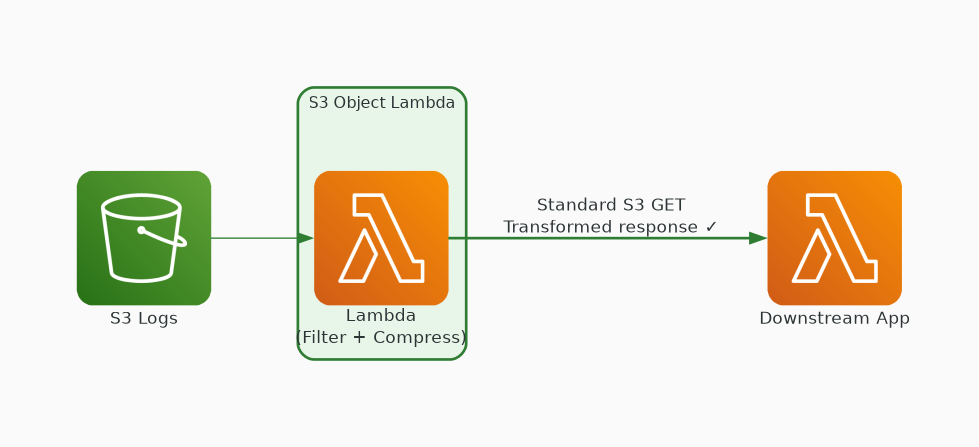 S3 Object Lambda
Standard S3 GET
Transformed response ✓
S3 Logs
Lambda
(Filter + Compress)
Downstream App